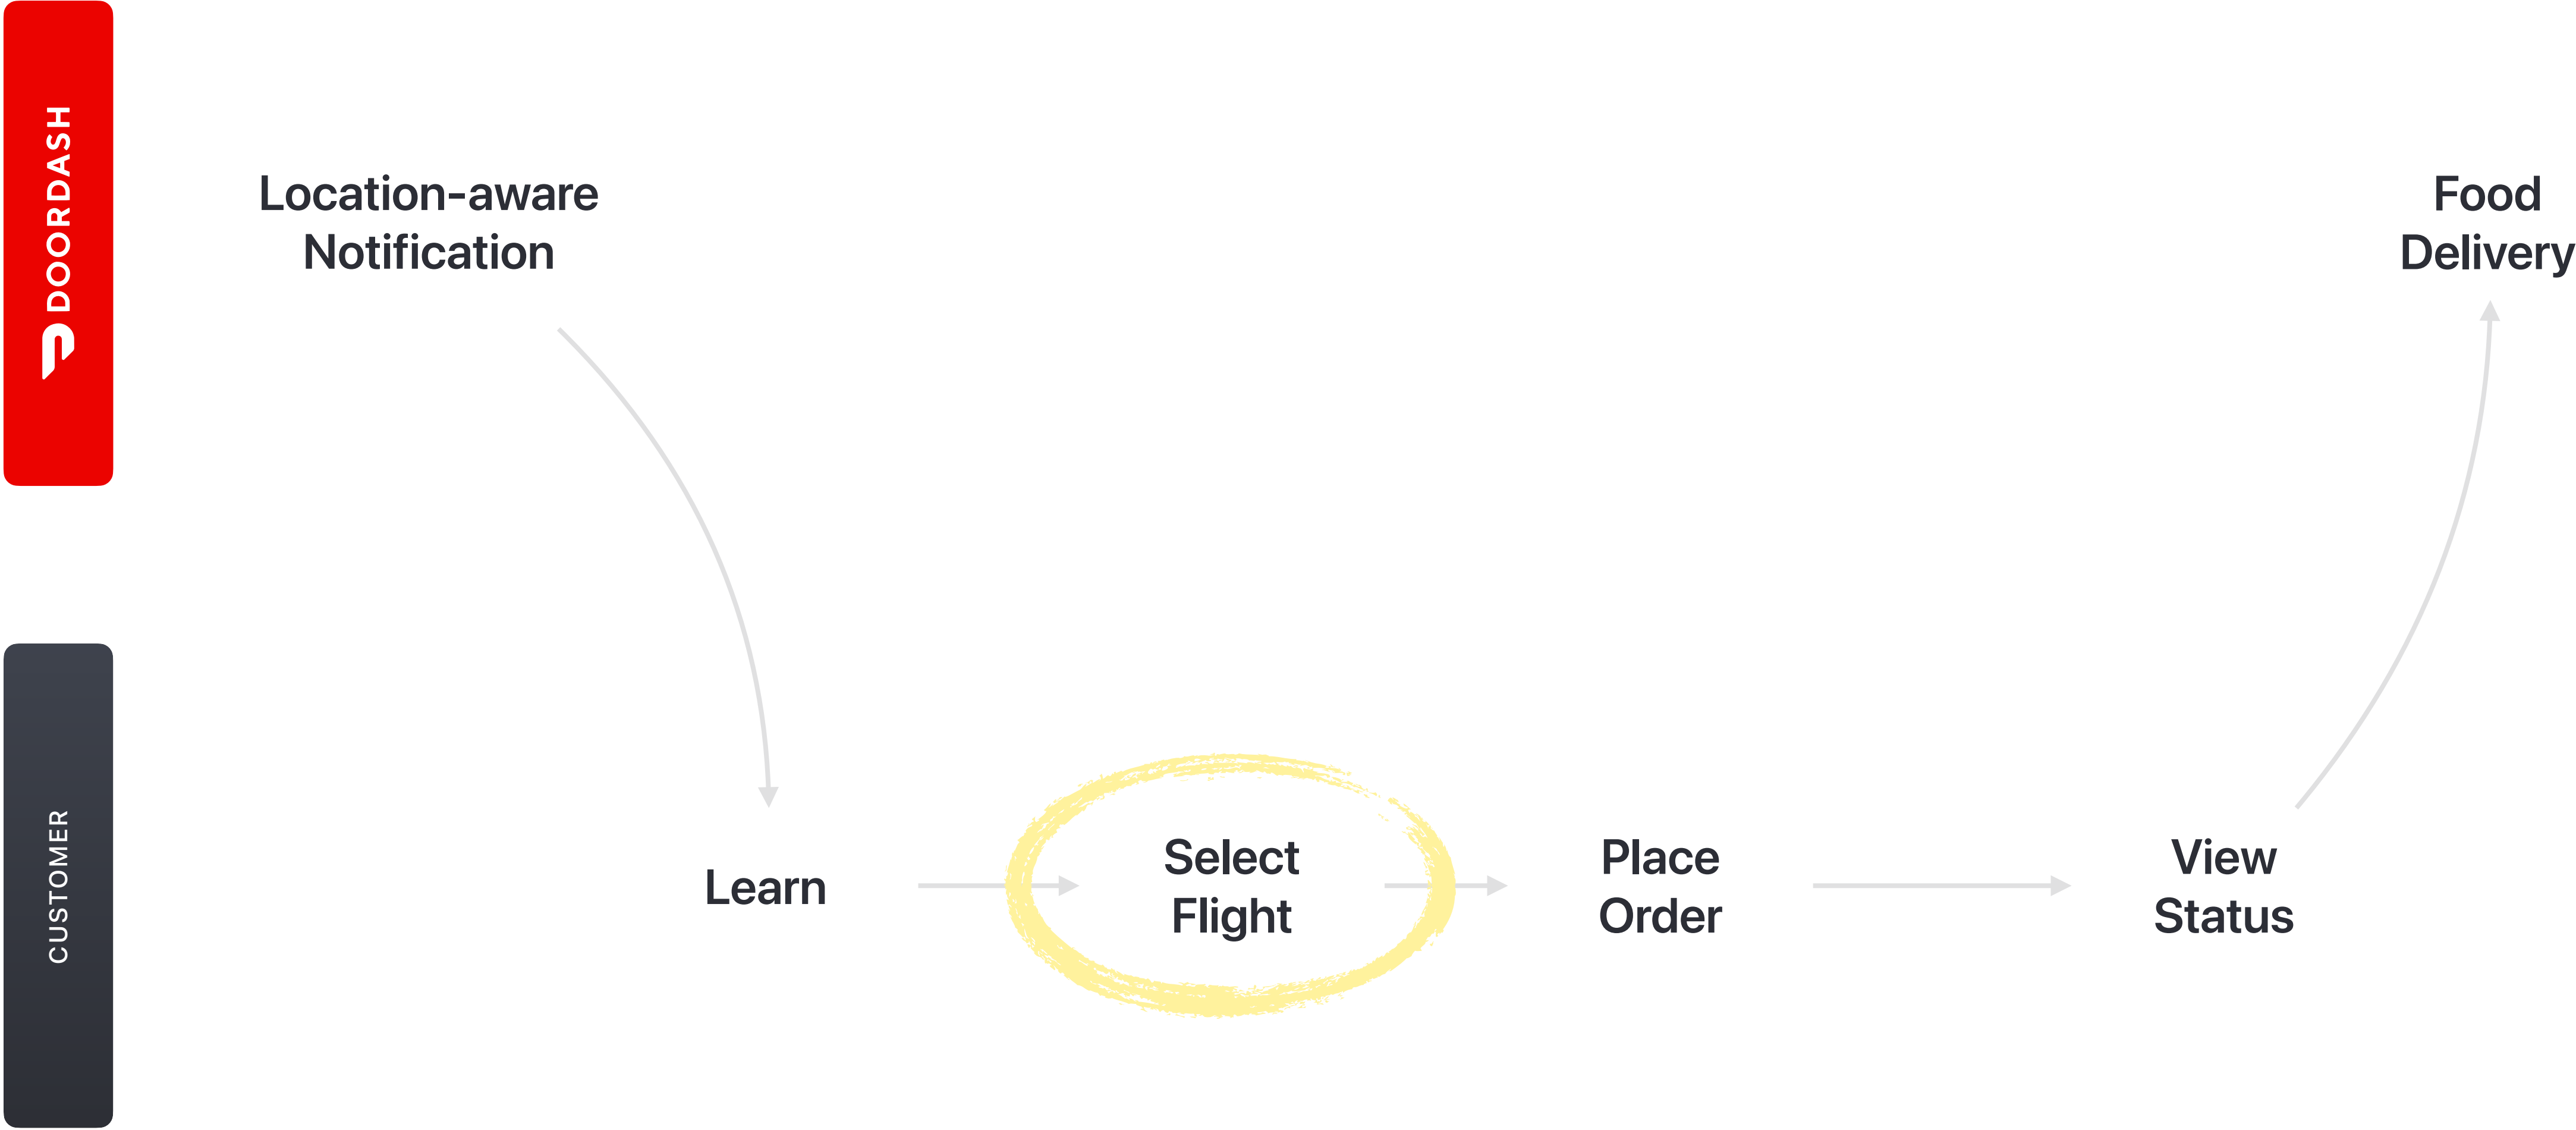 DOORDASH
Location-aware
Notification
Food
Delivery
CUSTOMER
Learn
Select
Flight
Place
Order
View
Status